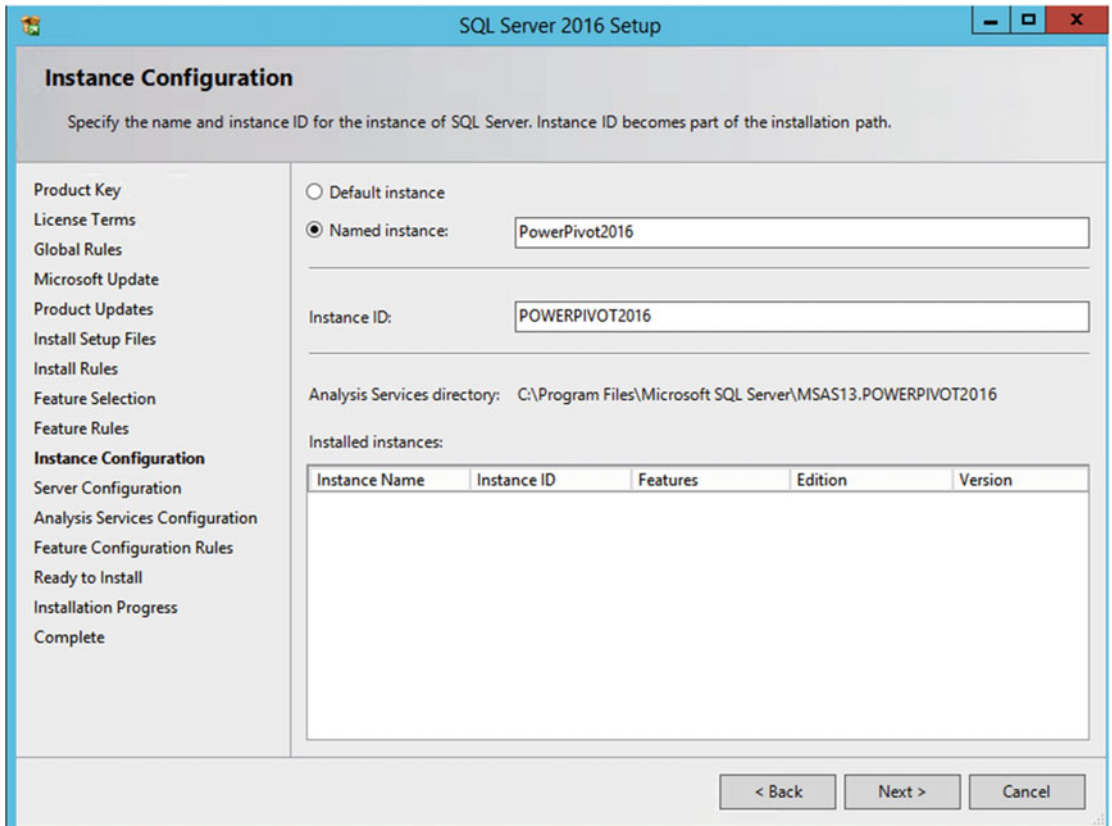 SQL Server 2016 Setup
Instance Configuration
Specify the name and instance ID for the instance of SQL Server. Instance ID becomes part of the installation path.
Product Key
License Terms
Global Rules
Microsoft Update
Product Updates
Install Setup Files
Install Rules
Feature Selection
Feature Rules
Instance Configuration
Server Configuration
Analysis Services Configuration
Feature Configuration Rules
Ready to Install
Installation Progress
Complete
Default instance
Named instance: PowerPivot2016
Instance ID: POWERPIVOT2016
Analysis Services directory: C:\Program Files\Microsoft SQL Server\MSAS13.POWERPIVOT2016
Installed instances:
Instance Name Instance ID Features Edition Version
< Back Next > Cancel